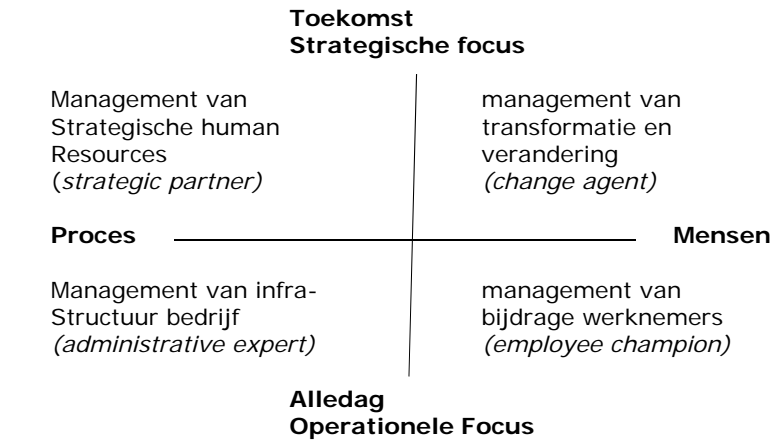 Toekomst
Strategische focus
Management van
Strategische human
Resources
(strategic partner)
management van
transformatie en
verandering
(change agent)
Proces
Mensen
Management van infra-
Structuur bedrijf
(administrative expert)
management van
bijdrage werknemers
(employee champion)
Alledag
Operationele Focus